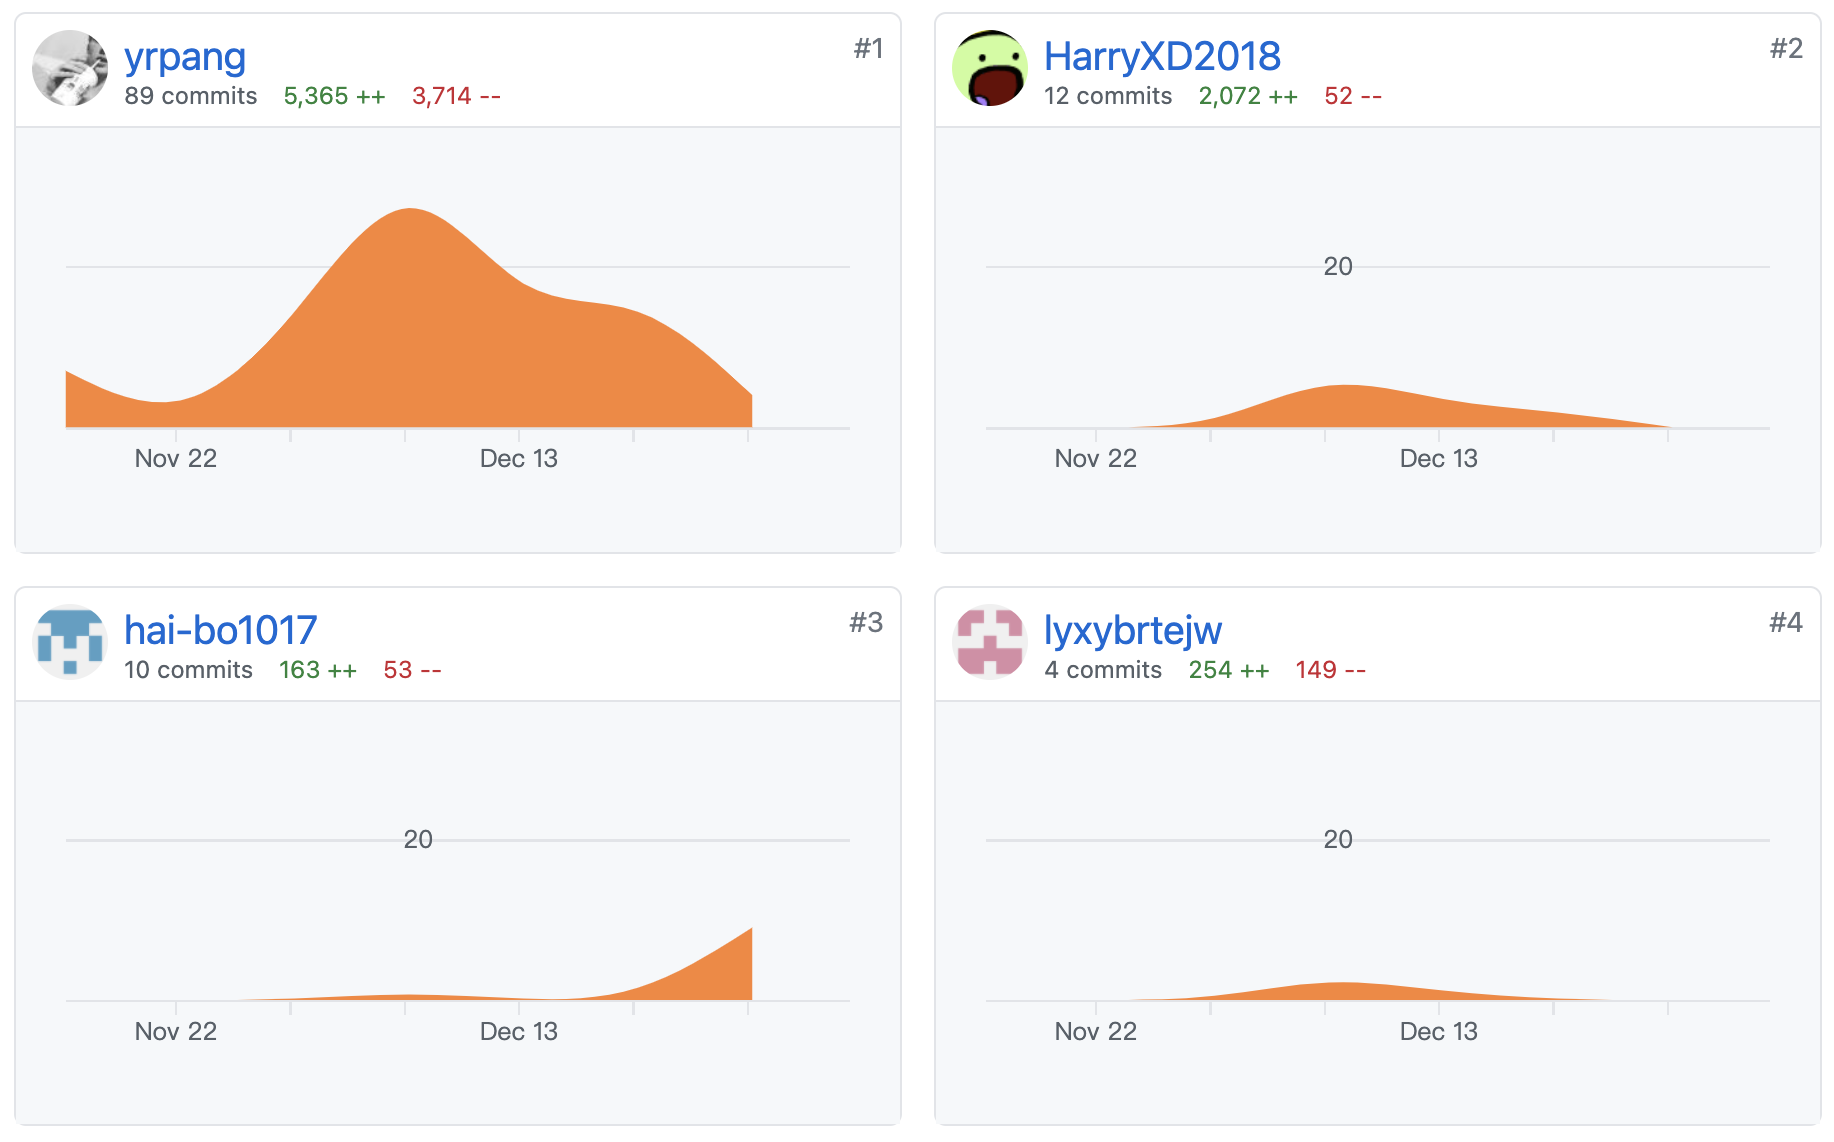 yrpang
#1
89 commits 5,365 ++ 3,714 --
Nov 22 Dec 13
HarryXD2018
#2
12 commits 2,072 ++ 52 --
20
Nov 22 Dec 13
hai-bo1017
#3
10 commits 163 ++ 53 --
20
Nov 22 Dec 13
lyxybrtejw
#4
4 commits 254 ++ 149 --
20
Nov 22 Dec 13